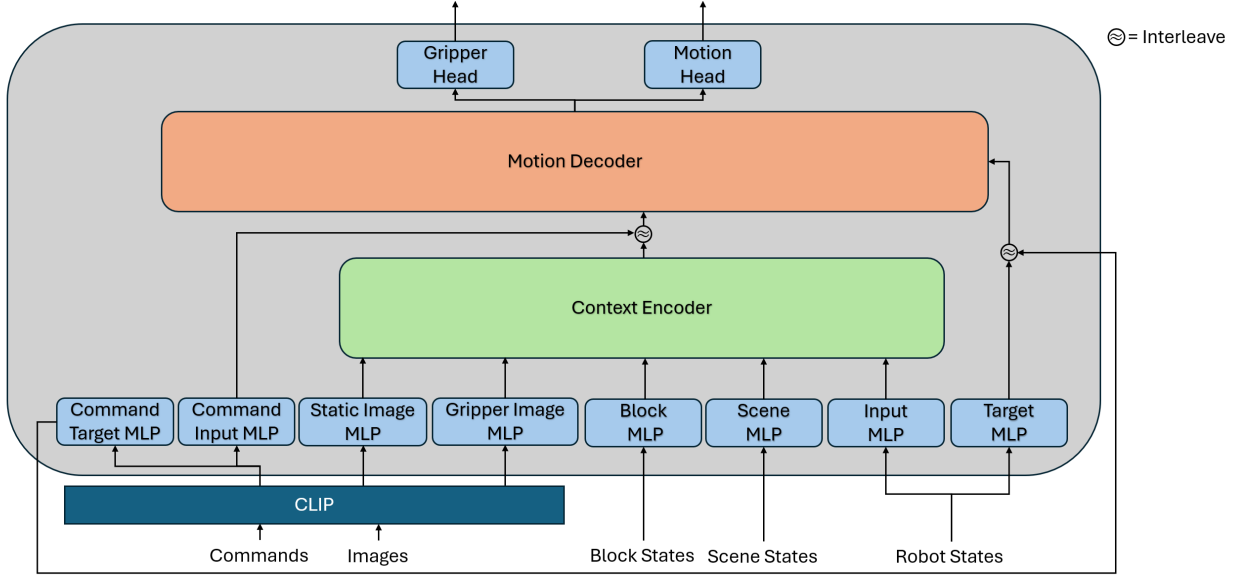 Gripper
Head
Motion
Head
= Interleave
Motion Decoder
Context Encoder
Command
Target MLP
Command
Input MLP
Static Image
MLP
Gripper Image
MLP
Block
MLP
Scene
MLP
Input
MLP
Target
MLP
CLIP
Commands
Images
Block States
Scene States
Robot States